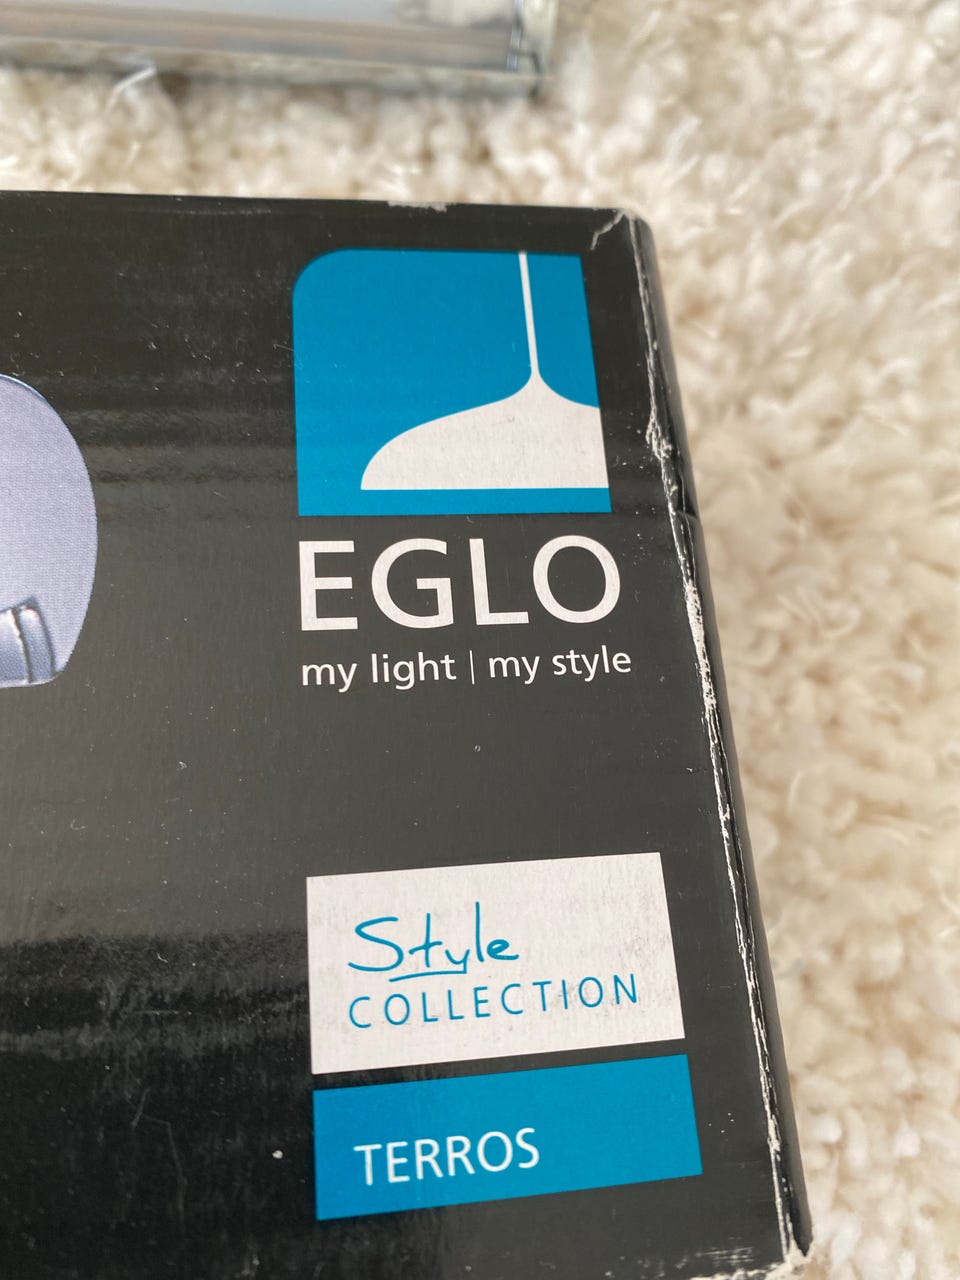 EGLO
my light | my style
Style
COLLECTION
TERROS